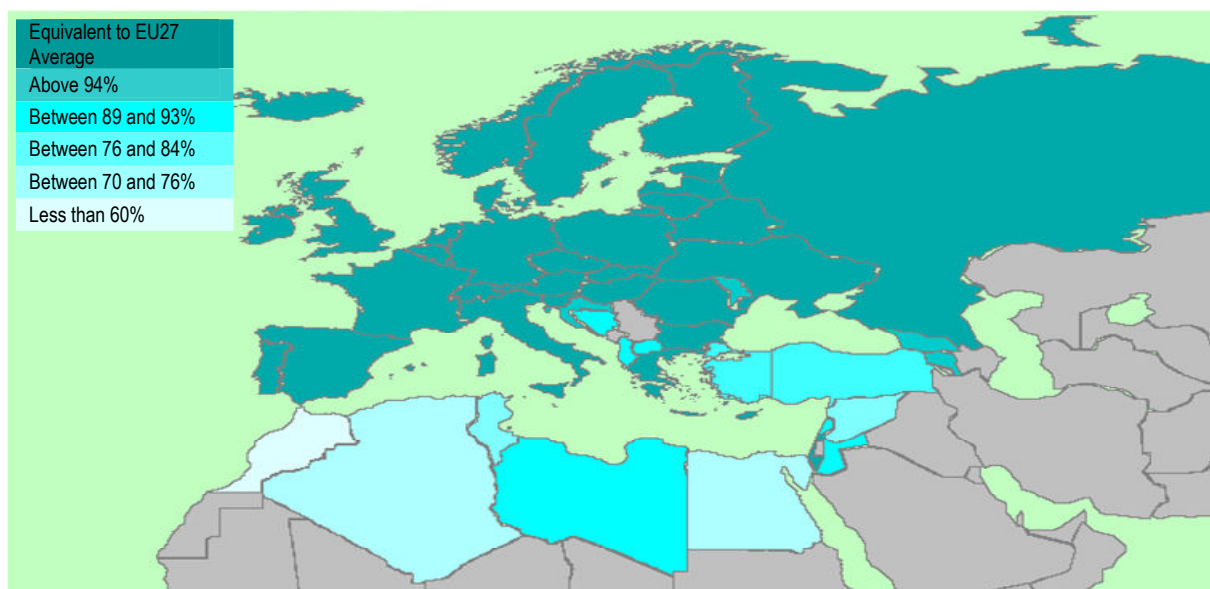 Equivalent to EU27
Average
Above 94%
Between 89 and 93%
Between 76 and 84%
Between 70 and 76%
Less than 60%